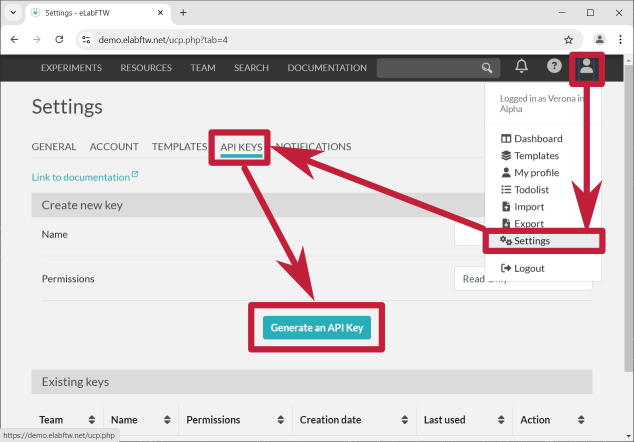 Settings - eLabFTW
demo.elabftw.net/ucp.php?tab=4
EXPERIMENTS RESOURCES TEAM SEARCH DOCUMENTATION
Logged in as Verona in
Alpha
Dashboard
Templates
My profile
Todolist
Import
Export
Settings
Logout
Settings
GENERAL ACCOUNT TEMPLATES API KEYS NOTIFICATIONS
Link to documentation
Create new key
Name
Permissions
Read Only
Generate an API Key
Existing keys
Team Name Permissions Creation date Last used Action
https://demo.elabftw.net/ucp.php